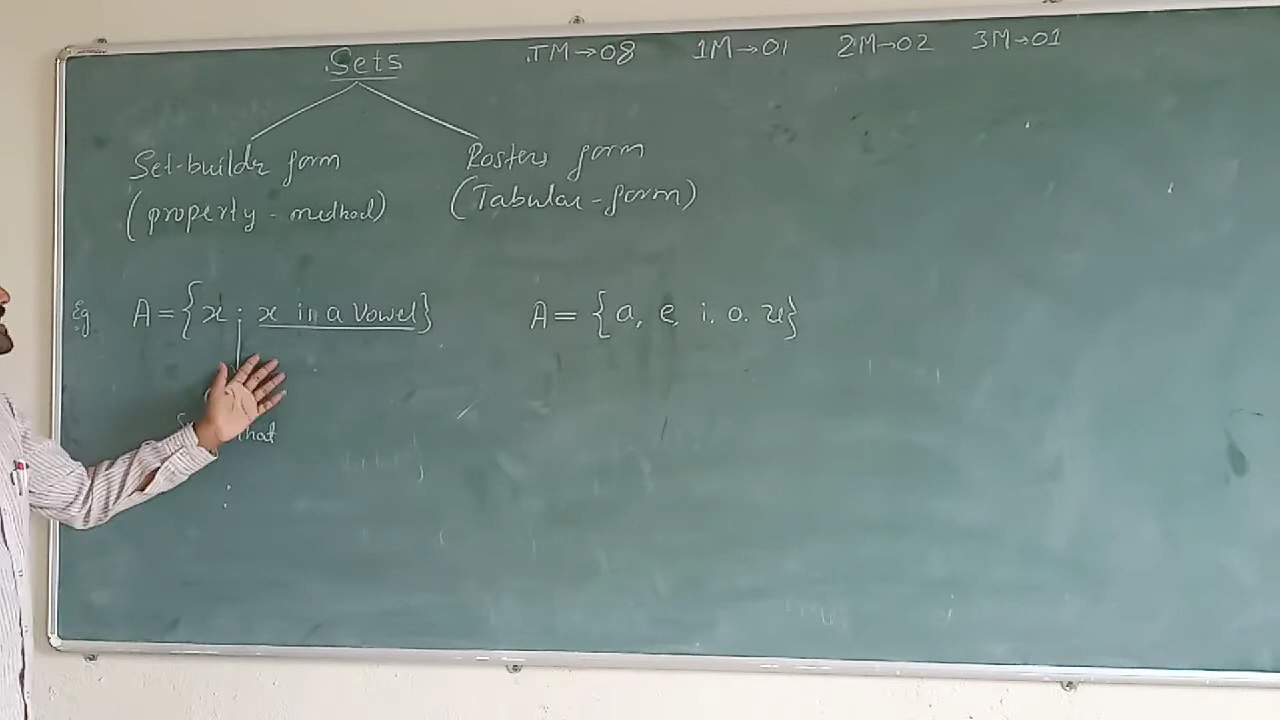 Sets TM→08 1M→01 2M→02 3M→01
Set-builder form Rosters form
(property-method) (Tabular-form)
Eg A={x : x in a Vowel} A={a, e, i. o. u}
that